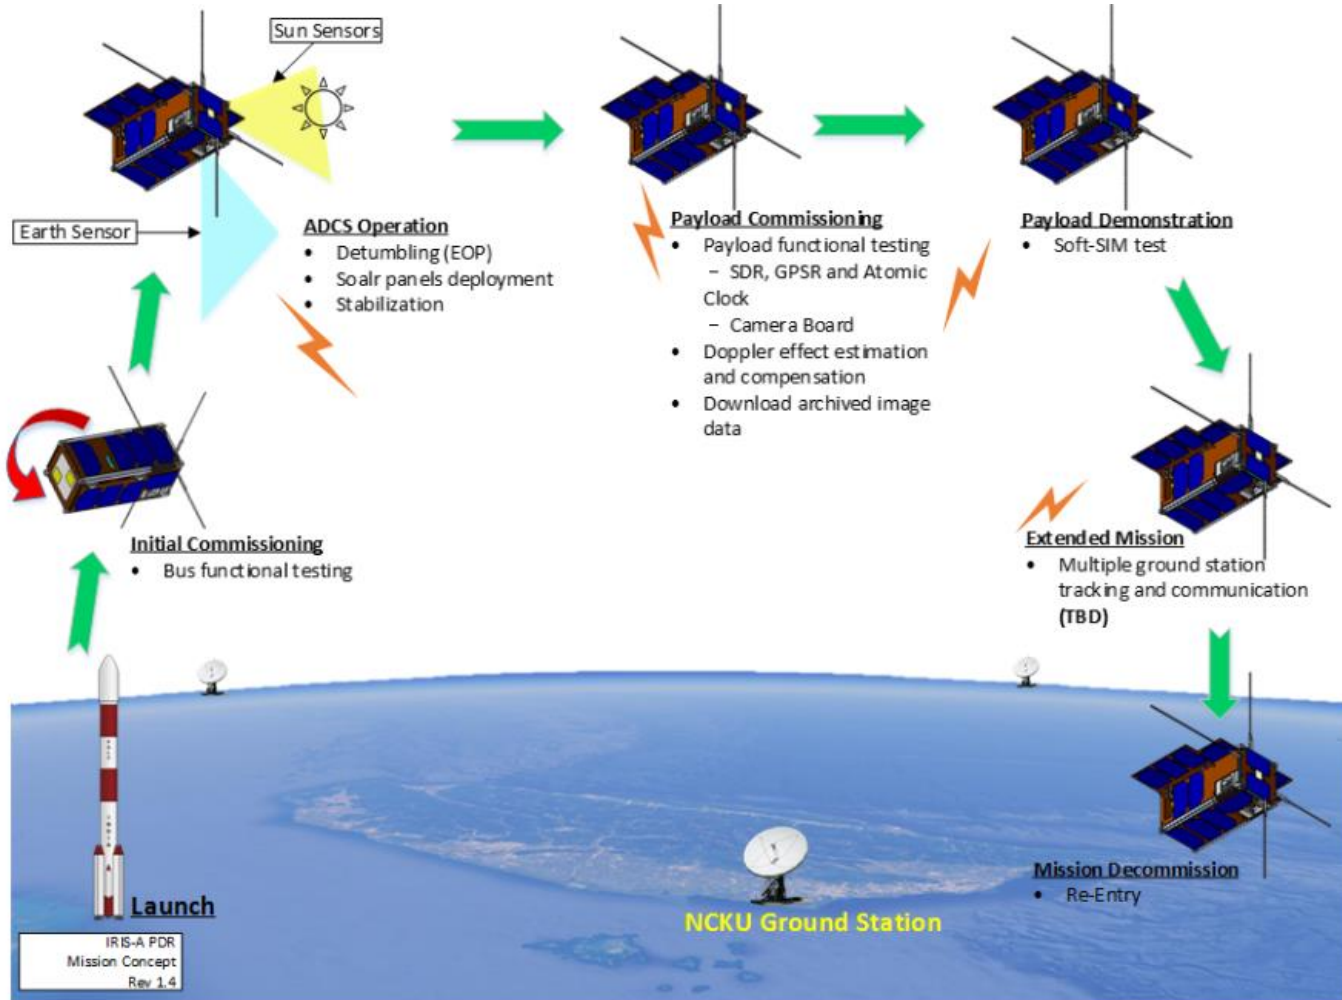 Sun Sensors
Earth Sensor
ADCS Operation
• Detumbling (EOP)
• Soalr panels deployment
• Stabilization
Payload Commissioning
• Payload functional testing
– SDR, GPSR and Atomic
Clock
– Camera Board
• Doppler effect estimation
and compensation
• Download archived image
data
Payload Demonstration
• Soft-SIM test
Initial Commissioning
• Bus functional testing
Extended Mission
• Multiple ground station
tracking and communication
(TBD)
Mission Decommission
• Re-Entry
Launch
NCKU Ground Station
IRIS-A PDR
Mission Concept
Rev 1.4